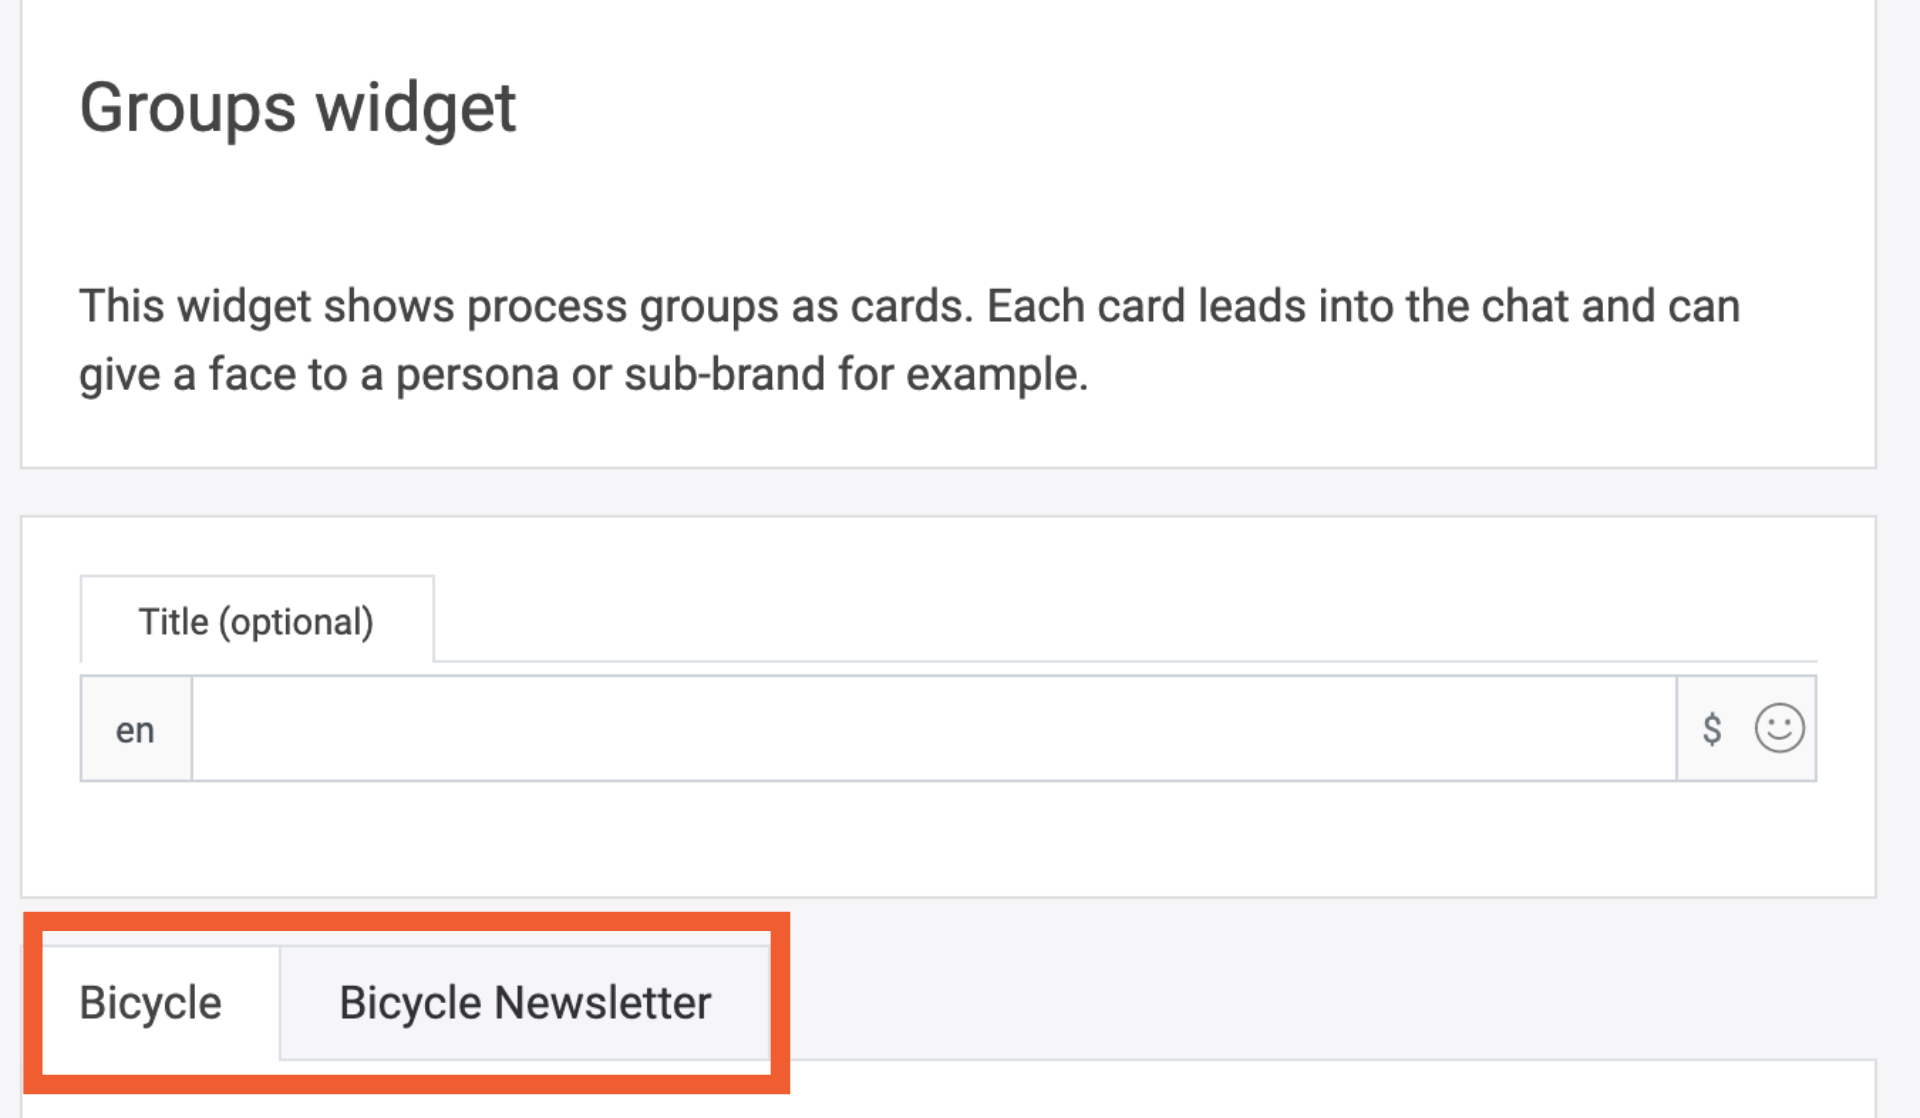 Groups widget
This widget shows process groups as cards. Each card leads into the chat and can
give a face to a persona or sub-brand for example.
Title (optional)
en $
Bicycle Bicycle Newsletter